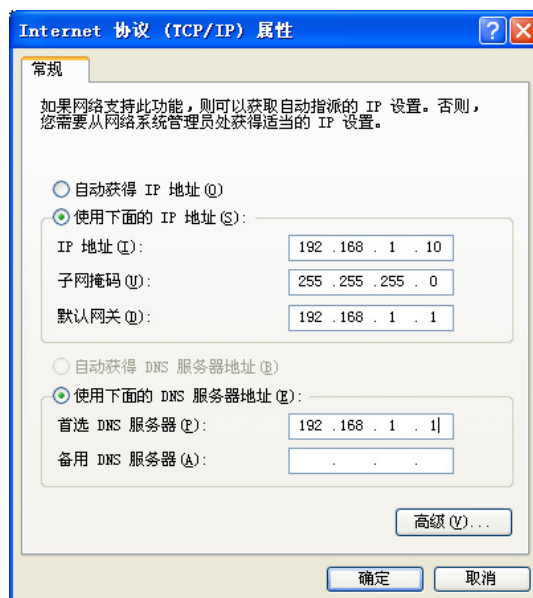 Internet 协议 (TCP/IP) 属性
常规
如果网络支持此功能，则可以获取自动指派的 IP 设置。否则，
您需要从网络系统管理员处获得适当的 IP 设置。
自动获得 IP 地址(O)
使用下面的 IP 地址(S):
IP 地址(I): 192 .168 . 1 . 10
子网掩码(U): 255 .255 .255 . 0
默认网关(D): 192 .168 . 1 . 1
自动获得 DNS 服务器地址(B)
使用下面的 DNS 服务器地址(E):
首选 DNS 服务器(P): 192 .168 . 1 . 1
备用 DNS 服务器(A): . . .
高级(V)...
确定 取消